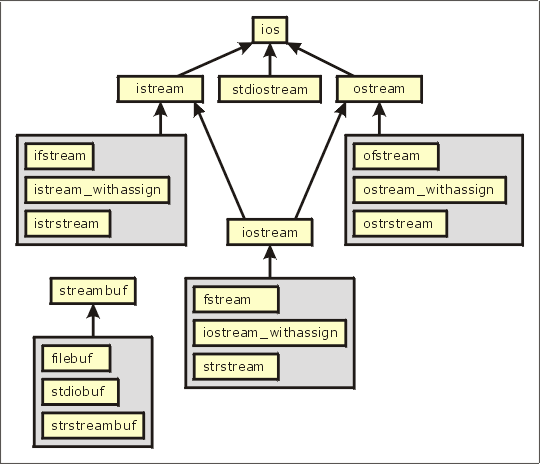 ios
istream
stdiostream
ostream
ifstream
istream_withassign
istrstream
ofstream
ostream_withassign
ostrstream
iostream
fstream
iostream_withassign
strstream
streambuf
filebuf
stdiobuf
strstreambuf